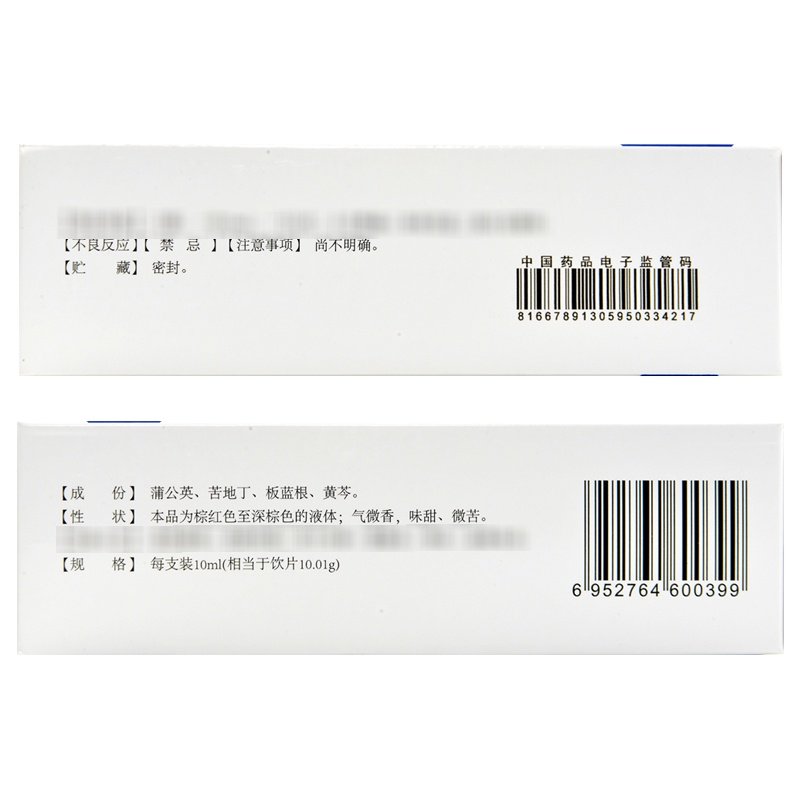 【不良反应】【 禁 忌 】【注意事项】 尚不明确。
【贮 藏】 密封。
中国药品电子监管码
81667891305950334217
【成 份】 蒲公英、苦地丁、板蓝根、黄芩。
【性 状】 本品为棕红色至深棕色的液体；气微香，味甜、微苦。
【规 格】 每支装10ml(相当于饮片10.01g)
6 952764 600399